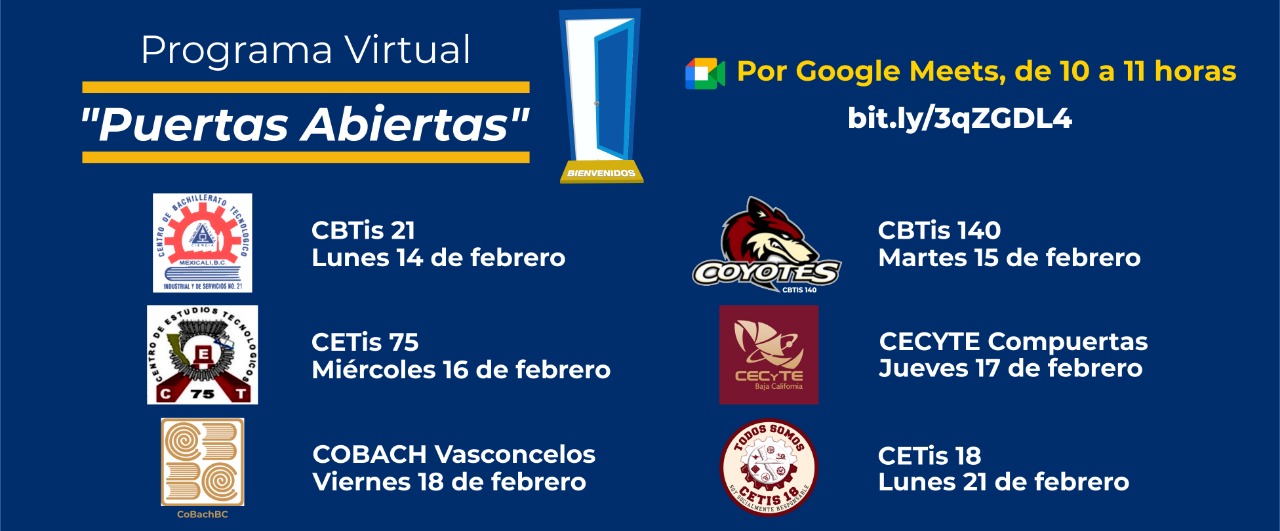 Programa Virtual
"Puertas Abiertas"
BIENVENIDOS
Por Google Meets, de 10 a 11 horas
bit.ly/3qZGDL4
CENTRO DE BACHILLERATO TECNOLOGICO
CIENCIA
MEXICALI, B.C.
INDUSTRIAL Y DE SERVICIOS NO. 21
CBTis 21
Lunes 14 de febrero
COYOTES
CBTIS 140
CBTis 140
Martes 15 de febrero
CENTRO DE ESTUDIOS TECNOLOGICOS
C 75 T
CETis 75
Miércoles 16 de febrero
CECyTE
Baja California
CECYTE Compuertas
Jueves 17 de febrero
CoBachBC
COBACH Vasconcelos
Viernes 18 de febrero
TODOS SOMOS
CETIS 18
SOY SOCIALMENTE RESPONSABLE
CETis 18
Lunes 21 de febrero